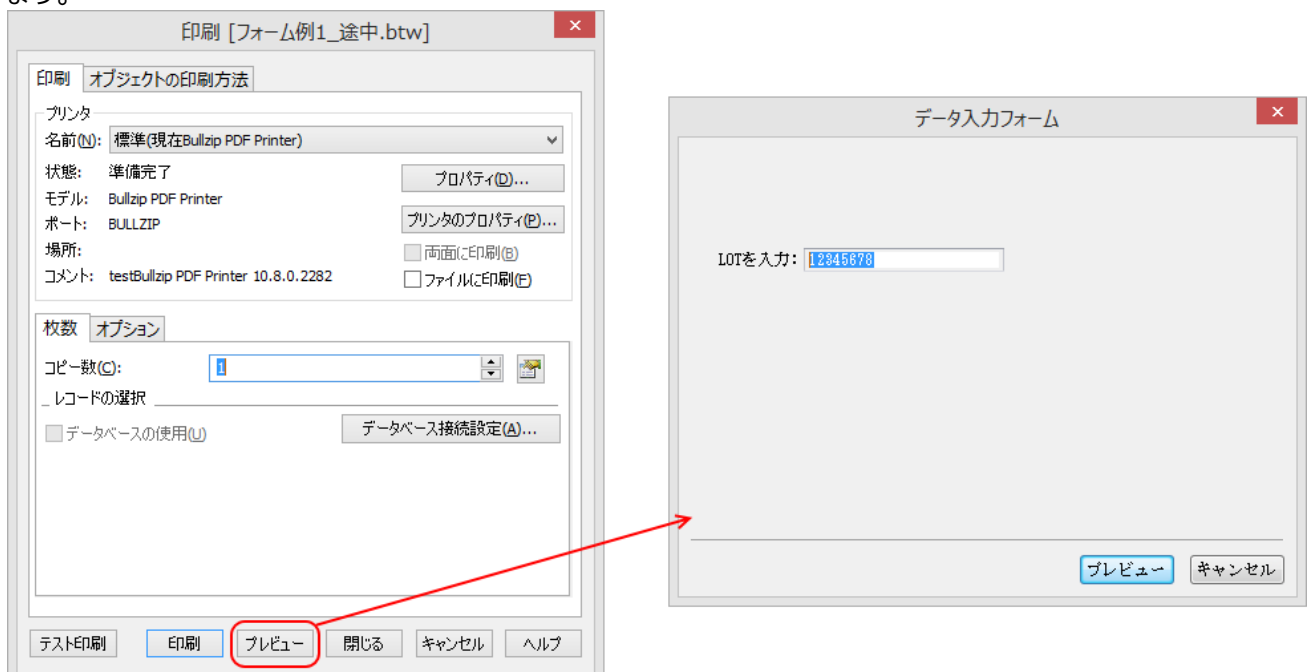 ます。
印刷 [フォーム例1_途中.btw]
印刷 オブジェクトの印刷方法
プリンタ
名前(N): 標準(現在Bullzip PDF Printer)
状態: 準備完了
プロパティ(D)...
モデル: Bullzip PDF Printer
ポート: BULLZIP
プリンタのプロパティ(P)...
場所:
両面に印刷(B)
コメント: testBullzip PDF Printer 10.8.0.2282
ファイルに印刷(F)
枚数 オプション
コピー数(C): 1
レコードの選択
データベースの使用(U)
データベース接続設定(A)...
テスト印刷 印刷 プレビュー 閉じる キャンセル ヘルプ
データ入力フォーム
LOTを入力: 12345678
プレビュー キャンセル